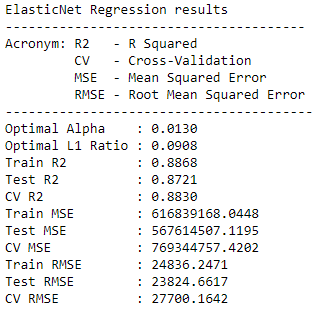 ElasticNet Regression results
---------------------------------------
Acronym: R2   - R Squared
         CV   - Cross-Validation
         MSE  - Mean Squared Error
         RMSE - Root Mean Squared Error
----------------------------------------
Optimal Alpha    : 0.0130
Optimal L1 Ratio : 0.0908
Train R2         : 0.8868
Test R2          : 0.8721
CV R2            : 0.8830
Train MSE        : 616839168.0448
Test MSE         : 567614507.1195
CV MSE           : 769344757.4202
Train RMSE       : 24836.2471
Test RMSE        : 23824.6617
CV RMSE          : 27700.1642